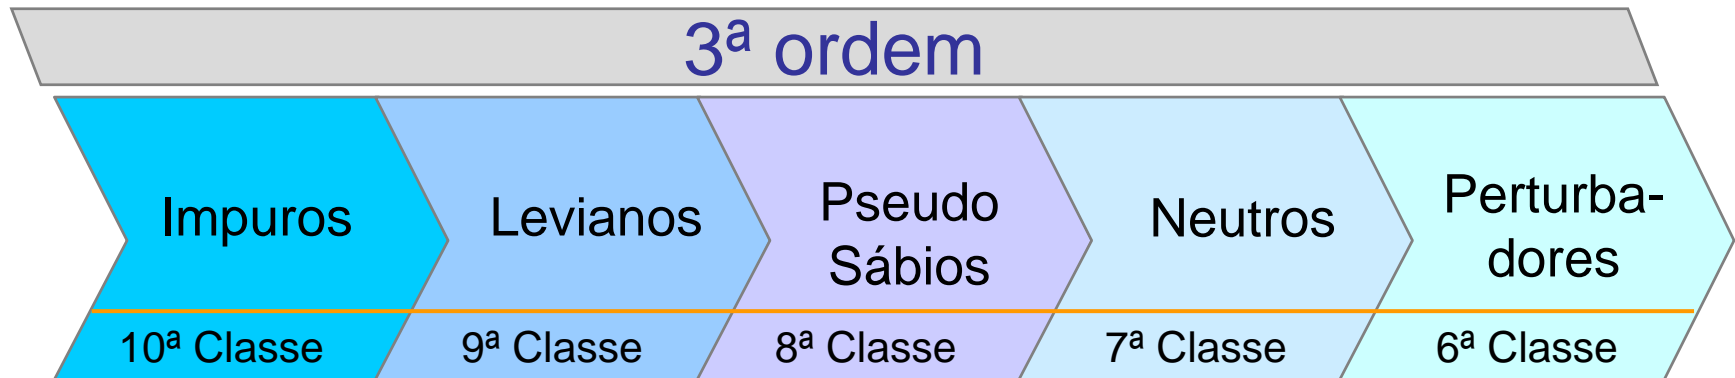 3ª ordem
Impuros
Levianos
Pseudo
Sábios
Neutros
Perturba-
dores
10ª Classe
9ª Classe
8ª Classe
7ª Classe
6ª Classe